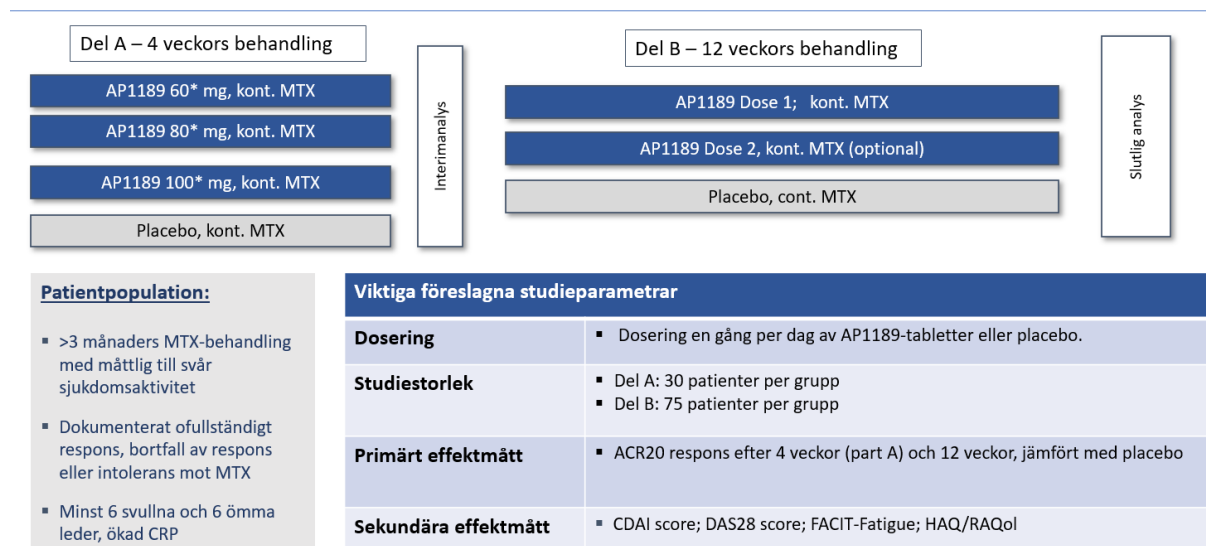 Del A – 4 veckors behandling
AP1189 60* mg, kont. MTX
AP1189 80* mg, kont. MTX
AP1189 100* mg, kont. MTX
Placebo, kont. MTX
Interimanalys
Del B – 12 veckors behandling
AP1189 Dose 1; kont. MTX
AP1189 Dose 2, kont. MTX (optional)
Placebo, cont. MTX
Slutlig analys
Patientpopulation:
▪ >3 månaders MTX-behandling
med måttlig till svår
sjukdomsaktivitet
▪ Dokumenterat ofullständigt
respons, bortfall av respons
eller intolerans mot MTX
▪ Minst 6 svullna och 6 ömma
leder, ökad CRP
Viktiga föreslagna studieparametrar
Dosering
▪ Dosering en gång per dag av AP1189-tabletter eller placebo.
Studiestorlek
▪ Del A: 30 patienter per grupp
▪ Del B: 75 patienter per grupp
Primärt effektmått
▪ ACR20 respons efter 4 veckor (part A) och 12 veckor, jämfört med placebo
Sekundära effektmått
▪ CDAI score; DAS28 score; FACIT-Fatigue; HAQ/RAQol